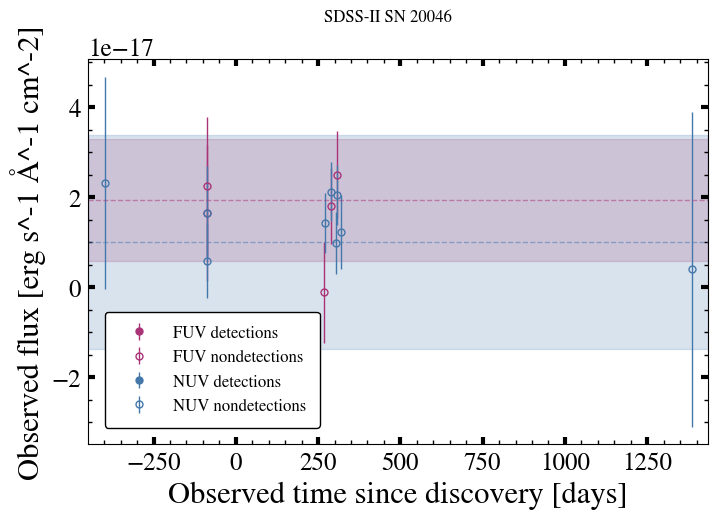 SDSS-II SN 20046
1e−17
Observed flux [erg s^-1 Å^-1 cm^-2]
4
2
0
−2
FUV detections
FUV nondetections
NUV detections
NUV nondetections
−250 0 250 500 750 1000 1250
Observed time since discovery [days]